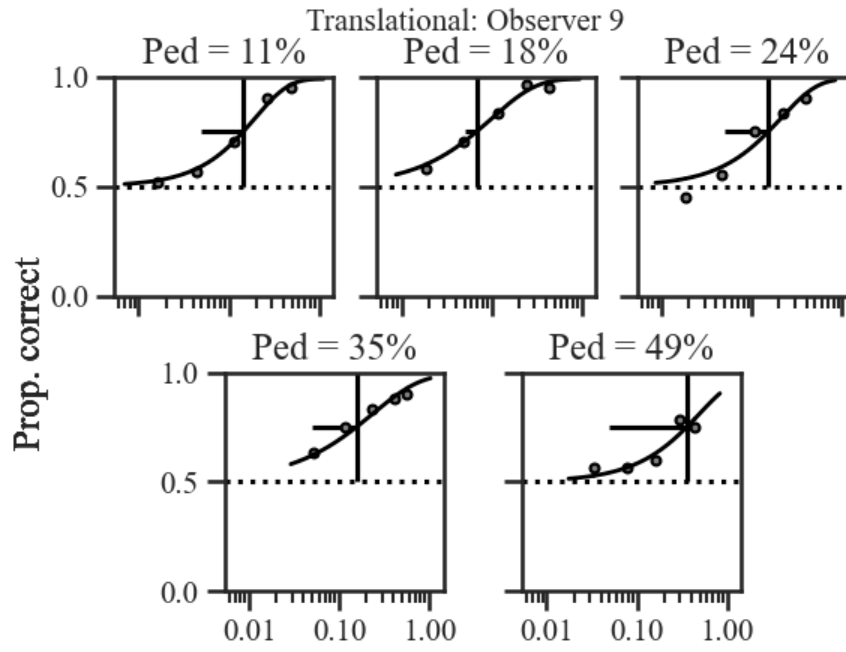 Translational: Observer 9
Ped = 11%
Ped = 18%
Ped = 24%
1.0
0.5
0.0
Prop. correct
Ped = 35%
Ped = 49%
1.0
0.5
0.0
0.01 0.10 1.00
0.01 0.10 1.00